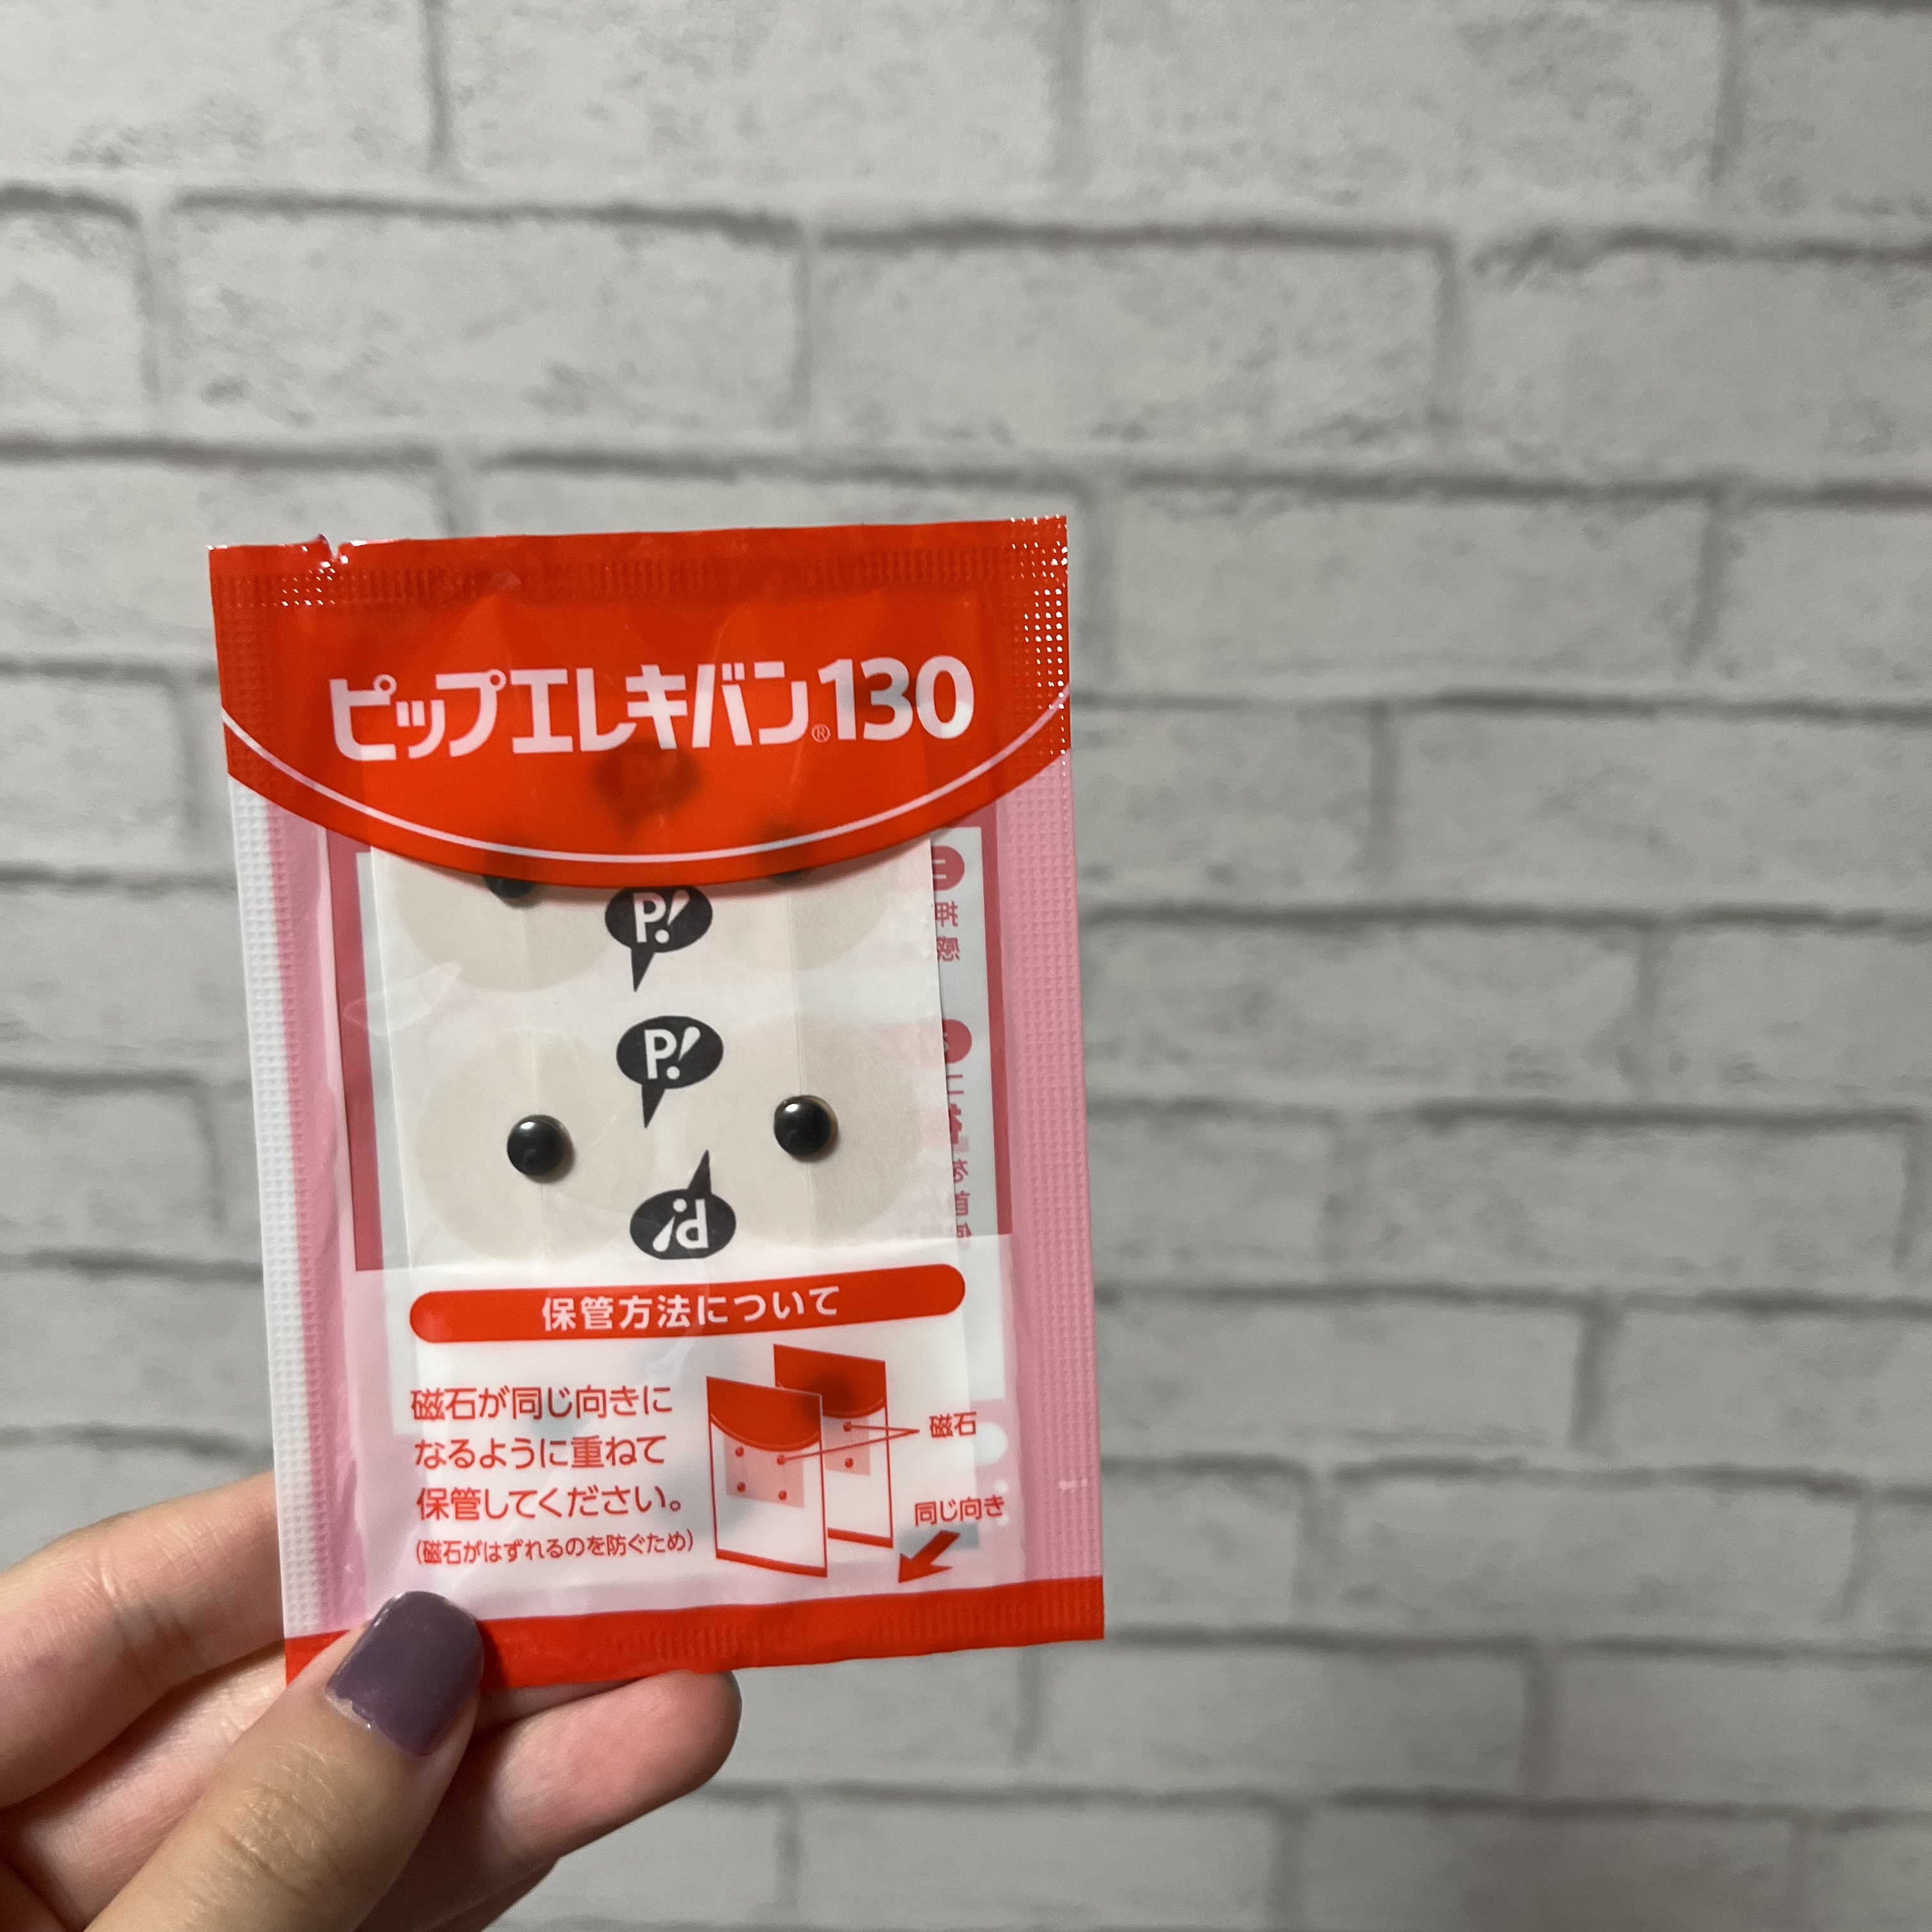 ピップエレキバン®130
P!
P!
P!
保管方法について
磁石が同じ向きに
なるように重ねて
保管してください。
(磁石がはずれるのを防ぐため)
磁石
同じ向き